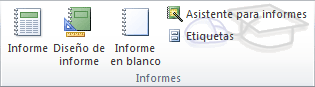 Informe
Diseño de
informe
Informe
en blanco
Asistente para informes
Etiquetas
Informes